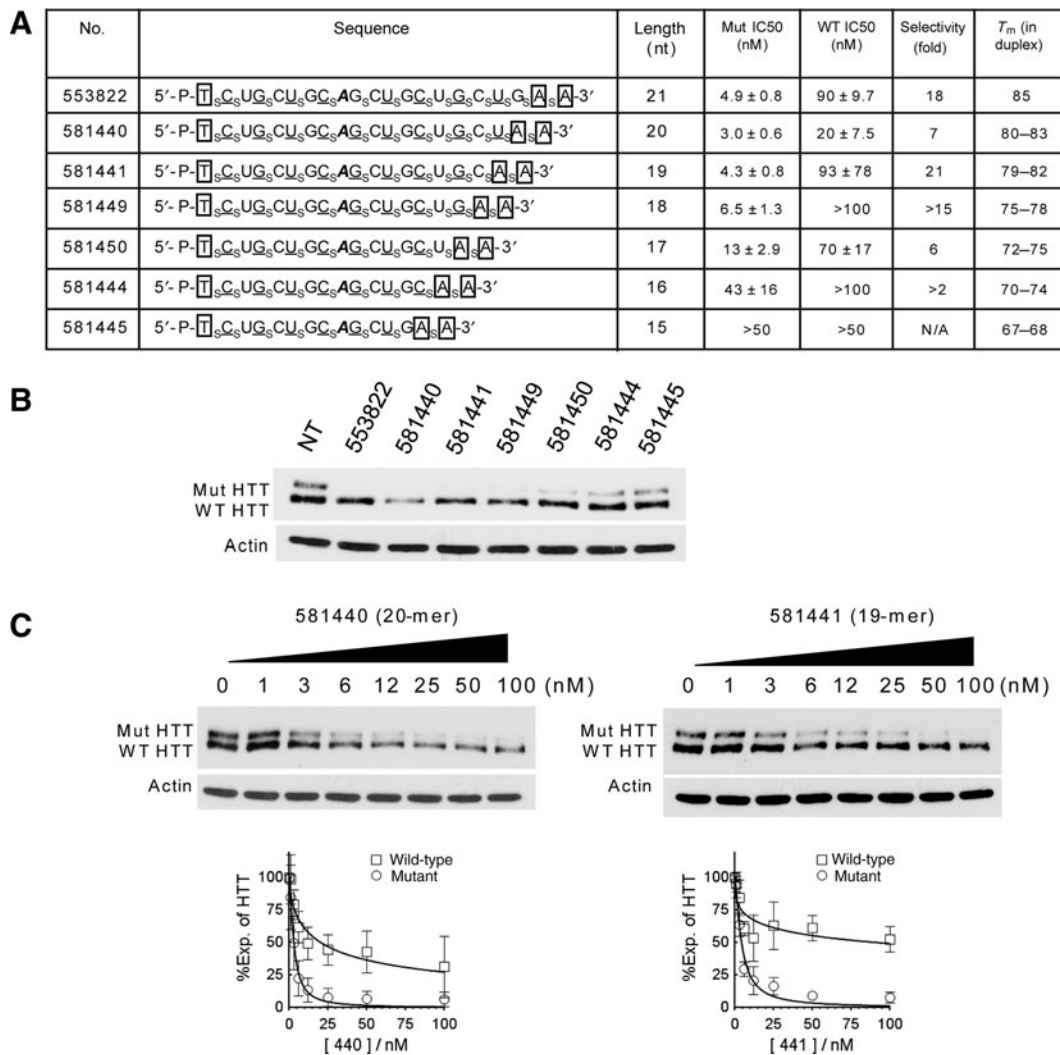 A
No. Sequence Length (nt) Mut IC50 (nM) WT IC50 (nM) Selectivity (fold) Tm (in duplex)
553822 5′-P-TSCSUGSCUSGCSAGSCUSGCSUSGSCSUSGSASA-3′ 21 4.9 ± 0.8 90 ± 9.7 18 85
581440 5′-P-TSCSUGSCUSGCSAGSCUSGCSUSGSCSUSASA-3′ 20 3.0 ± 0.6 20 ± 7.5 7 80–83
581441 5′-P-TSCSUGSCUSGCSAGSCUSGCSUSGSCSASA-3′ 19 4.3 ± 0.8 93 ± 78 21 79–82
581449 5′-P-TSCSUGSCUSGCSAGSCUSGCSUSGSASA-3′ 18 6.5 ± 1.3 >100 >15 75–78
581450 5′-P-TSCSUGSCUSGCSAGSCUSGCSUSASA-3′ 17 13 ± 2.9 70 ± 17 6 72–75
581444 5′-P-TSCSUGSCUSGCSAGSCUSGCSASA-3′ 16 43 ± 16 >100 >2 70–74
581445 5′-P-TSCSUGSCUSGCSAGSCUSGASA-3′ 15 >50 >50 N/A 67–68
B
NT 553822 581440 581441 581449 581450 581444 581445
Mut HTT
WT HTT
Actin
C
581440 (20-mer)
0 1 3 6 12 25 50 100 (nM)
Mut HTT
WT HTT
Actin
Wild-type
Mutant
%Exp. of HTT
100
75
50
25
0
0 25 50 75 100
[ 440 ] / nM
581441 (19-mer)
0 1 3 6 12 25 50 100 (nM)
Mut HTT
WT HTT
Actin
Wild-type
Mutant
%Exp. of HTT
100
75
50
25
0
0 25 50 75 100
[ 441 ] / nM